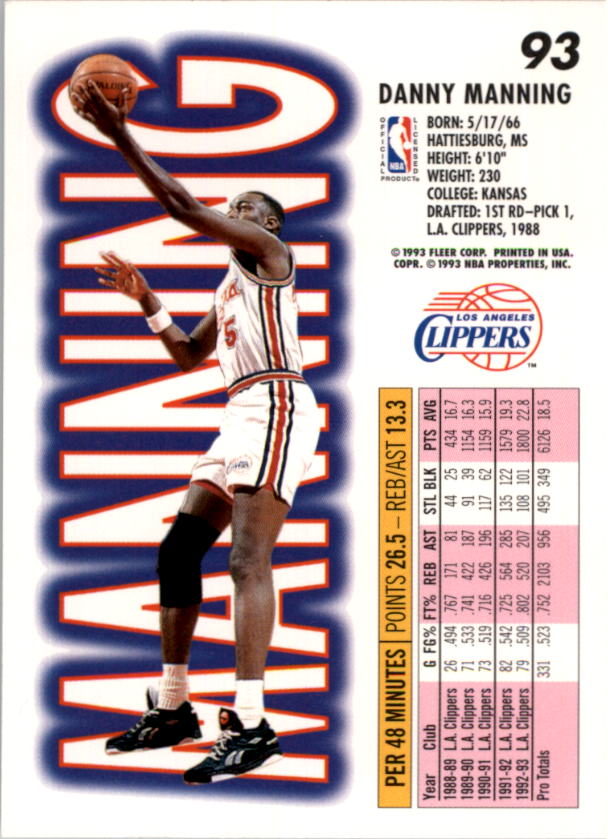 93
DANNY MANNING
OFFICIAL LICENSED
NBA
PRODUCT
BORN: 5/17/66
HATTIESBURG, MS
HEIGHT: 6'10"
WEIGHT: 230
COLLEGE: KANSAS
DRAFTED: 1ST RD–PICK 1,
L.A. CLIPPERS, 1988
© 1993 FLEER CORP. PRINTED IN USA.
COPR. © 1993 NBA PROPERTIES, INC.
LOS ANGELES
CLIPPERS
TM
MANNING
SPALDING
5
CLIPPERS
PER 48 MINUTES | POINTS 26.5 – REB/AST 13.3
Year Club G FG% FT% REB AST STL BLK PTS AVG
1988-89 L.A. Clippers 26 .494 .767 171 81 44 25 434 16.7
1989-90 L.A. Clippers 71 .533 .741 422 187 91 39 1154 16.3
1990-91 L.A. Clippers 73 .519 .716 426 196 117 62 1159 15.9
1991-92 L.A. Clippers 82 .542 .725 564 285 135 122 1579 19.3
1992-93 L.A. Clippers 79 .509 .802 520 207 108 101 1800 22.8
Pro Totals 331 .523 .752 2103 956 495 349 6126 18.5